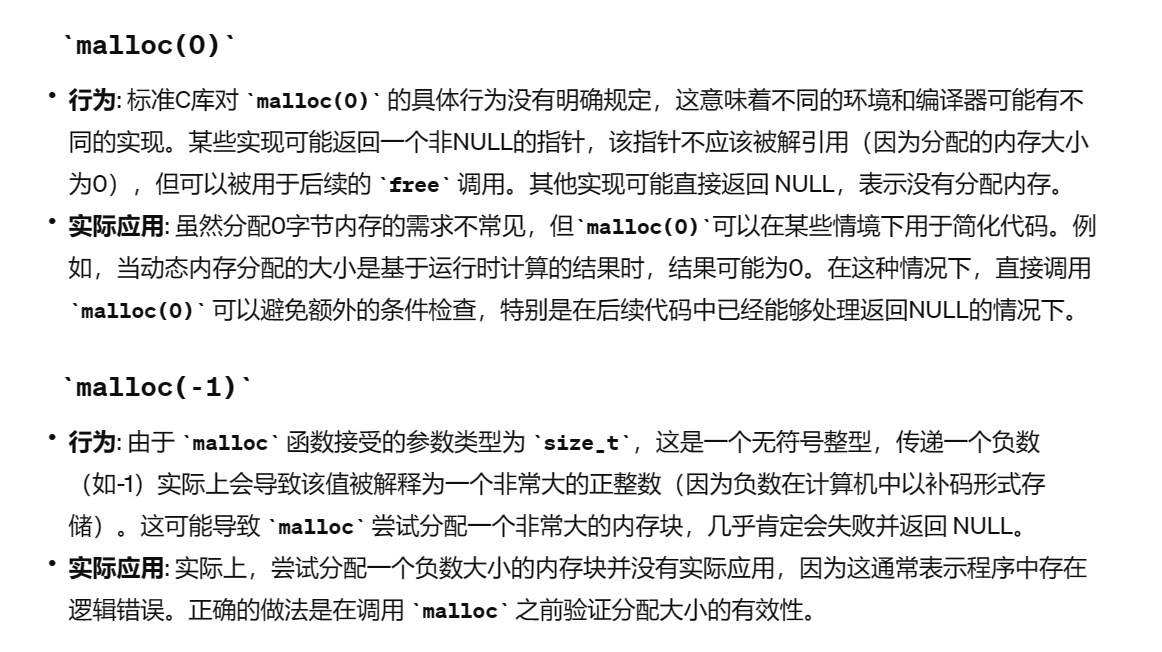 `malloc(0)`
• 行为: 标准C库对 `malloc(0)` 的具体行为没有明确规定，这意味着不同的环境和编译器可能有不
同的实现。某些实现可能返回一个非NULL的指针，该指针不应该被解引用（因为分配的内存大小
为0），但可以被用于后续的 `free` 调用。其他实现可能直接返回 NULL，表示没有分配内存。
• 实际应用: 虽然分配0字节内存的需求不常见，但`malloc(0)`可以在某些情境下用于简化代码。例
如，当动态内存分配的大小是基于运行时计算的结果时，结果可能为0。在这种情况下，直接调用
`malloc(0)` 可以避免额外的条件检查，特别是在后续代码中已经能够处理返回NULL的情况下。
`malloc(-1)`
• 行为: 由于 `malloc` 函数接受的参数类型为 `size_t`，这是一个无符号整型，传递一个负数
（如-1）实际上会导致该值被解释为一个非常大的正整数（因为负数在计算机中以补码形式存
储）。这可能导致 `malloc` 尝试分配一个非常大的内存块，几乎肯定会失败并返回 NULL。
• 实际应用: 实际上，尝试分配一个负数大小的内存块并没有实际应用，因为这通常表示程序中存在
逻辑错误。正确的做法是在调用 `malloc` 之前验证分配大小的有效性。